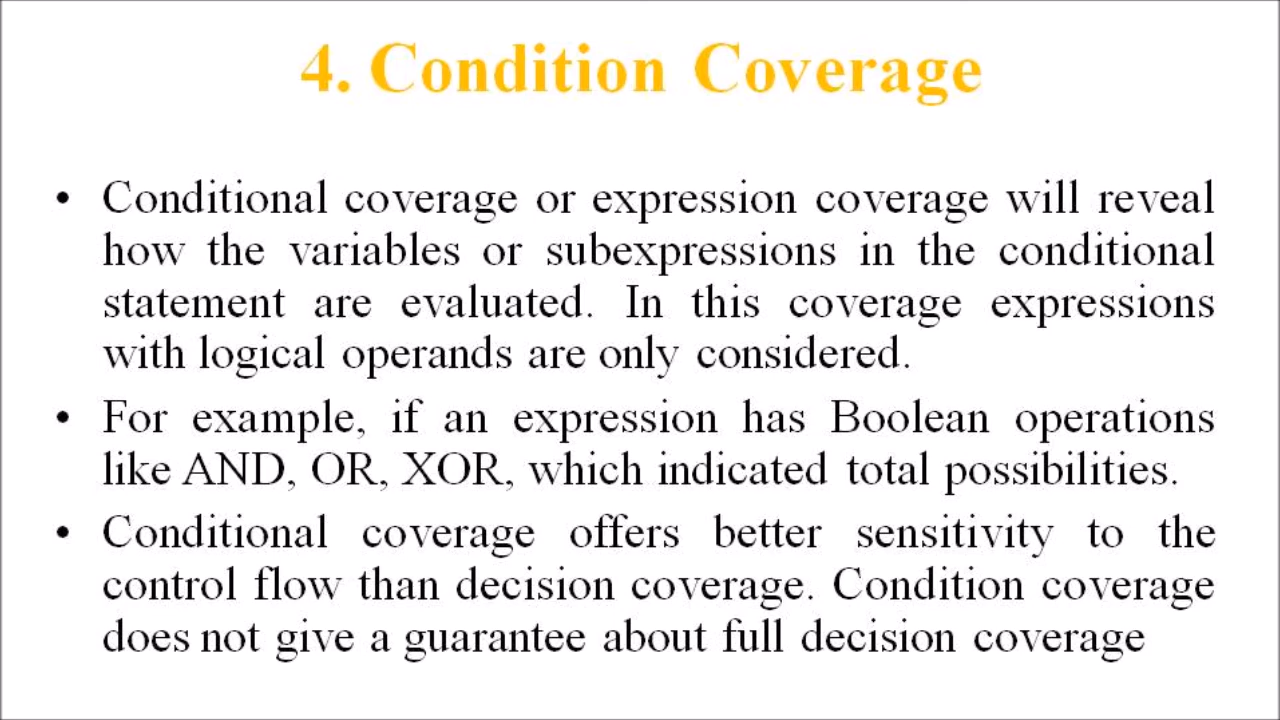 4. Condition Coverage
• Conditional coverage or expression coverage will reveal
how the variables or subexpressions in the conditional
statement are evaluated. In this coverage expressions
with logical operands are only considered.
• For example, if an expression has Boolean operations
like AND, OR, XOR, which indicated total possibilities.
• Conditional coverage offers better sensitivity to the
control flow than decision coverage. Condition coverage
does not give a guarantee about full decision coverage